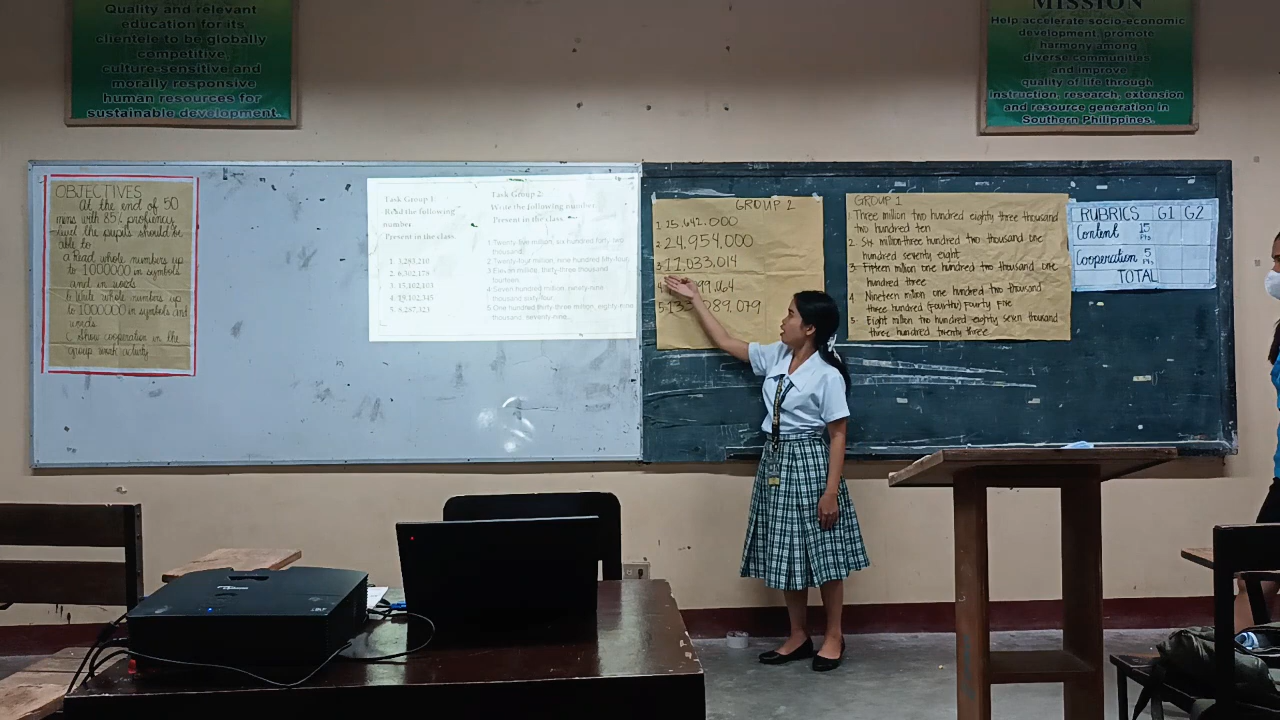 Quality and relevant
education for its
clientele to be globally
competitive,
culture-sensitive and
morally responsive
human resources for
sustainable development.
MISSION
Help accelerate socio-economic
development, promote
harmony among
diverse communities
and improve
quality of life through
instruction, research, extension
and resource generation in
Southern Philippines.
OBJECTIVES
At the end of 50
mins with 85% proficiency
level the pupils should be
able to
a. read whole numbers up
to 1000000 in symbols
and in words
b. Write whole numbers up
to 1000000 in symbols and
words.
c. Show cooperation in the
group work activity
Task Group 1:
Read the following
number.
Present in the class.
1. 3,283,210
2. 6,302,178
3. 15,102,103
4. 19,102,345
5. 8,287,323
Task Group 2:
Write the following number.
Present in the class.
1. Twenty-five million, six hundred forty-two
thousand.
2. Twenty-four million, nine hundred fifty-four
3. Eleven million, thirty-three thousand
fourteen.
4. Seven hundred million, ninety-nine
thousand sixty-four
5. One hundred thirty-three million, eighty-nine
thousand, seventy-nine
GROUP 2
1. 25,642.000
2. 24,954,000
3. 11,033,014
4. 99,064
5. 133 089,079
GROUP 1
1. Three million two hundred eighty three thousand
two hundred ten
2. Six million three hundred two thousand one
hundred seventy eight
3. Fifteen million one hundred two thousand one
hundred three
4. Nineteen million one hundred two thousand
three hundred (fourthy) fourty five
5. Eight million two hundred eighty seven thousand
three hundred twenty three
RUBRICS G1 G2
Content 15 Pts
Cooperation 5 Pts
TOTAL